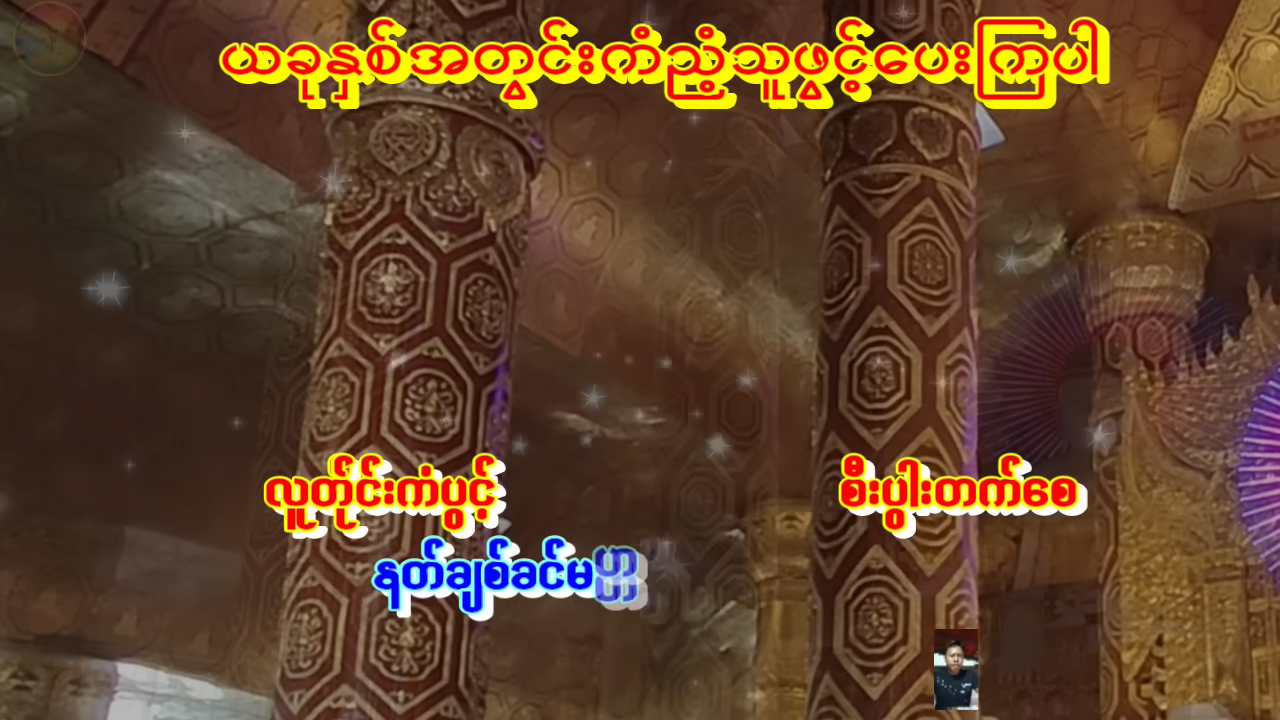 ယခုနှစ်အတွင်းကံညံ့သူဖွင့်ပေးကြပါ
လူတိုင်းကံပွင့် စီးပွါးတက်စေ
နတ်ချစ်ခင်မ